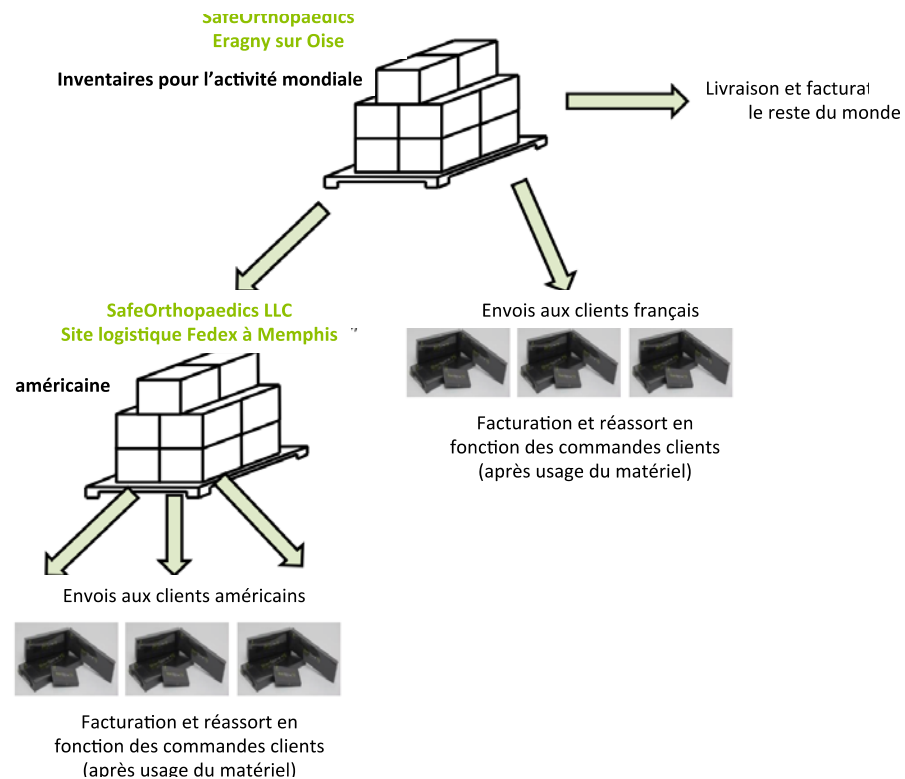 SafeOrthopaedics
Eragny sur Oise
Inventaires pour l’activité mondiale
Livraison et factura
le reste du monde
SafeOrthopaedics LLC
Site logistique Fedex à Memphis
américaine
Envois aux clients français
Facturation et réassort en
fonction des commandes clients
(après usage du matériel)
Envois aux clients américains
Facturation et réassort en
fonction des commandes clients
(après usage du matériel)